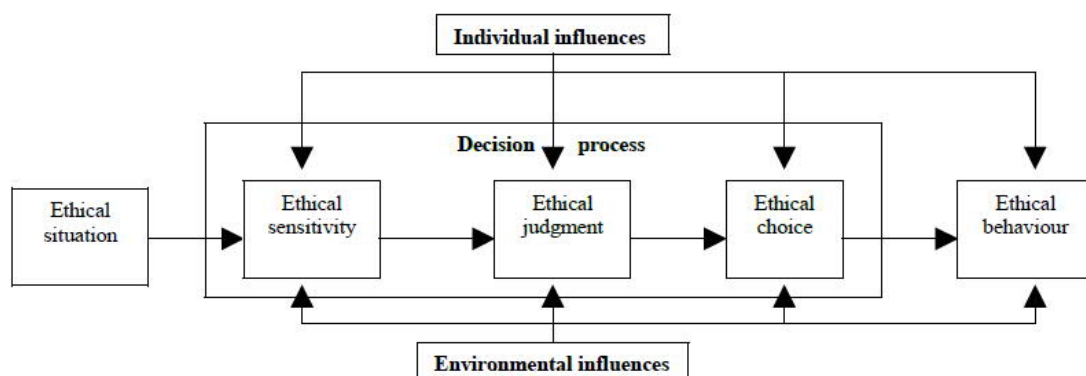 Individual influences
Decision process
Ethical
situation
Ethical
sensitivity
Ethical
judgment
Ethical
choice
Ethical
behaviour
Environmental influences